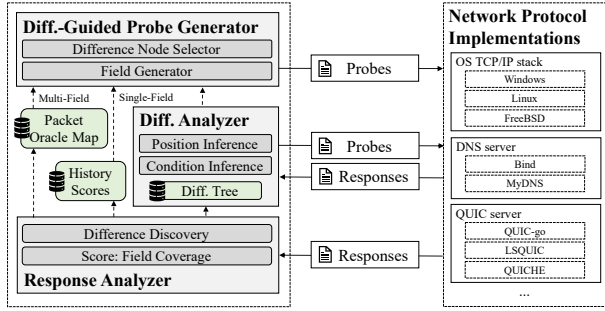 Diff.-Guided Probe Generator
Difference Node Selector
Field Generator
Multi-Field
Single-Field
Packet
Oracle Map
History
Scores
Diff. Analyzer
Position Inference
Condition Inference
Diff. Tree
Difference Discovery
Score: Field Coverage
Response Analyzer
Probes
Probes
Responses
Responses
Network Protocol
Implementations
OS TCP/IP stack
Windows
Linux
FreeBSD
DNS server
Bind
MyDNS
QUIC server
QUIC-go
LSQUIC
QUICHE
...